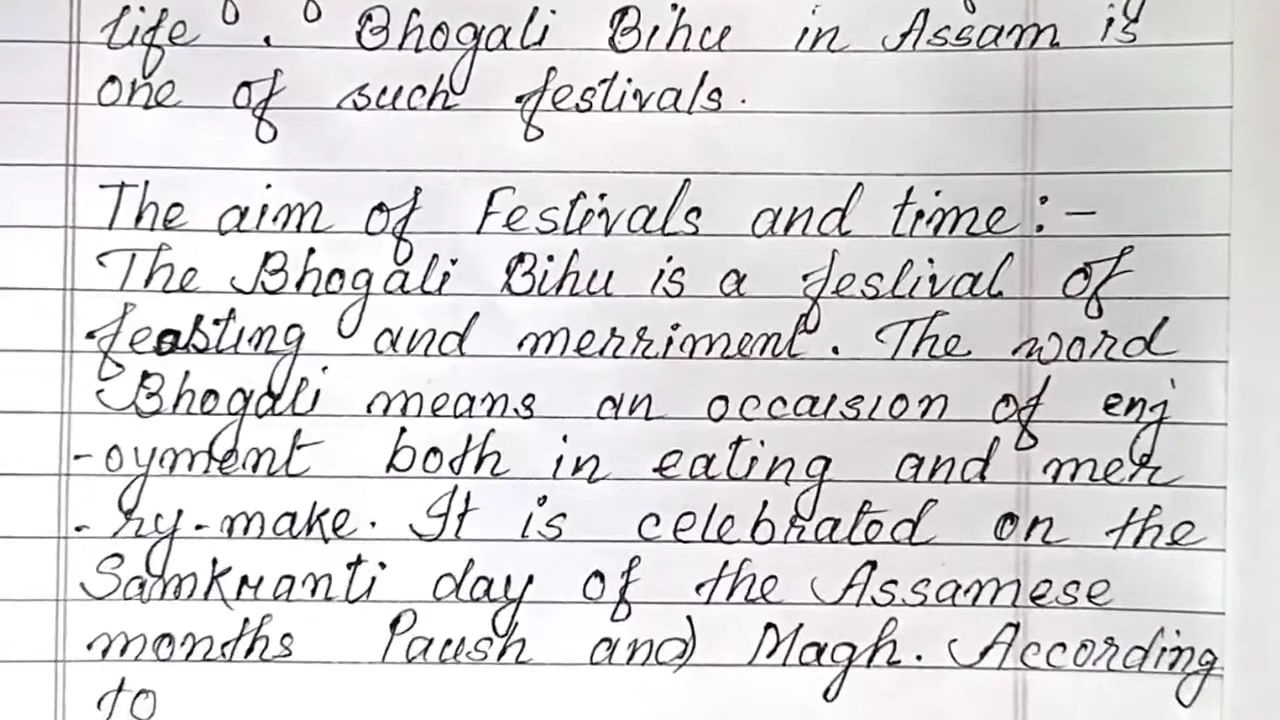 life. Bhogali Bihu in Assam is
one of such festivals.
The aim of Festivals and time:-
The Bhogali Bihu is a festival of
feasting and merriment. The word
Bhogali means an occaision of enj
-oyment both in eating and mer
-ry-make. It is celebrated on the
Samkranti day of the Assamese
months Paush and Magh. According
to